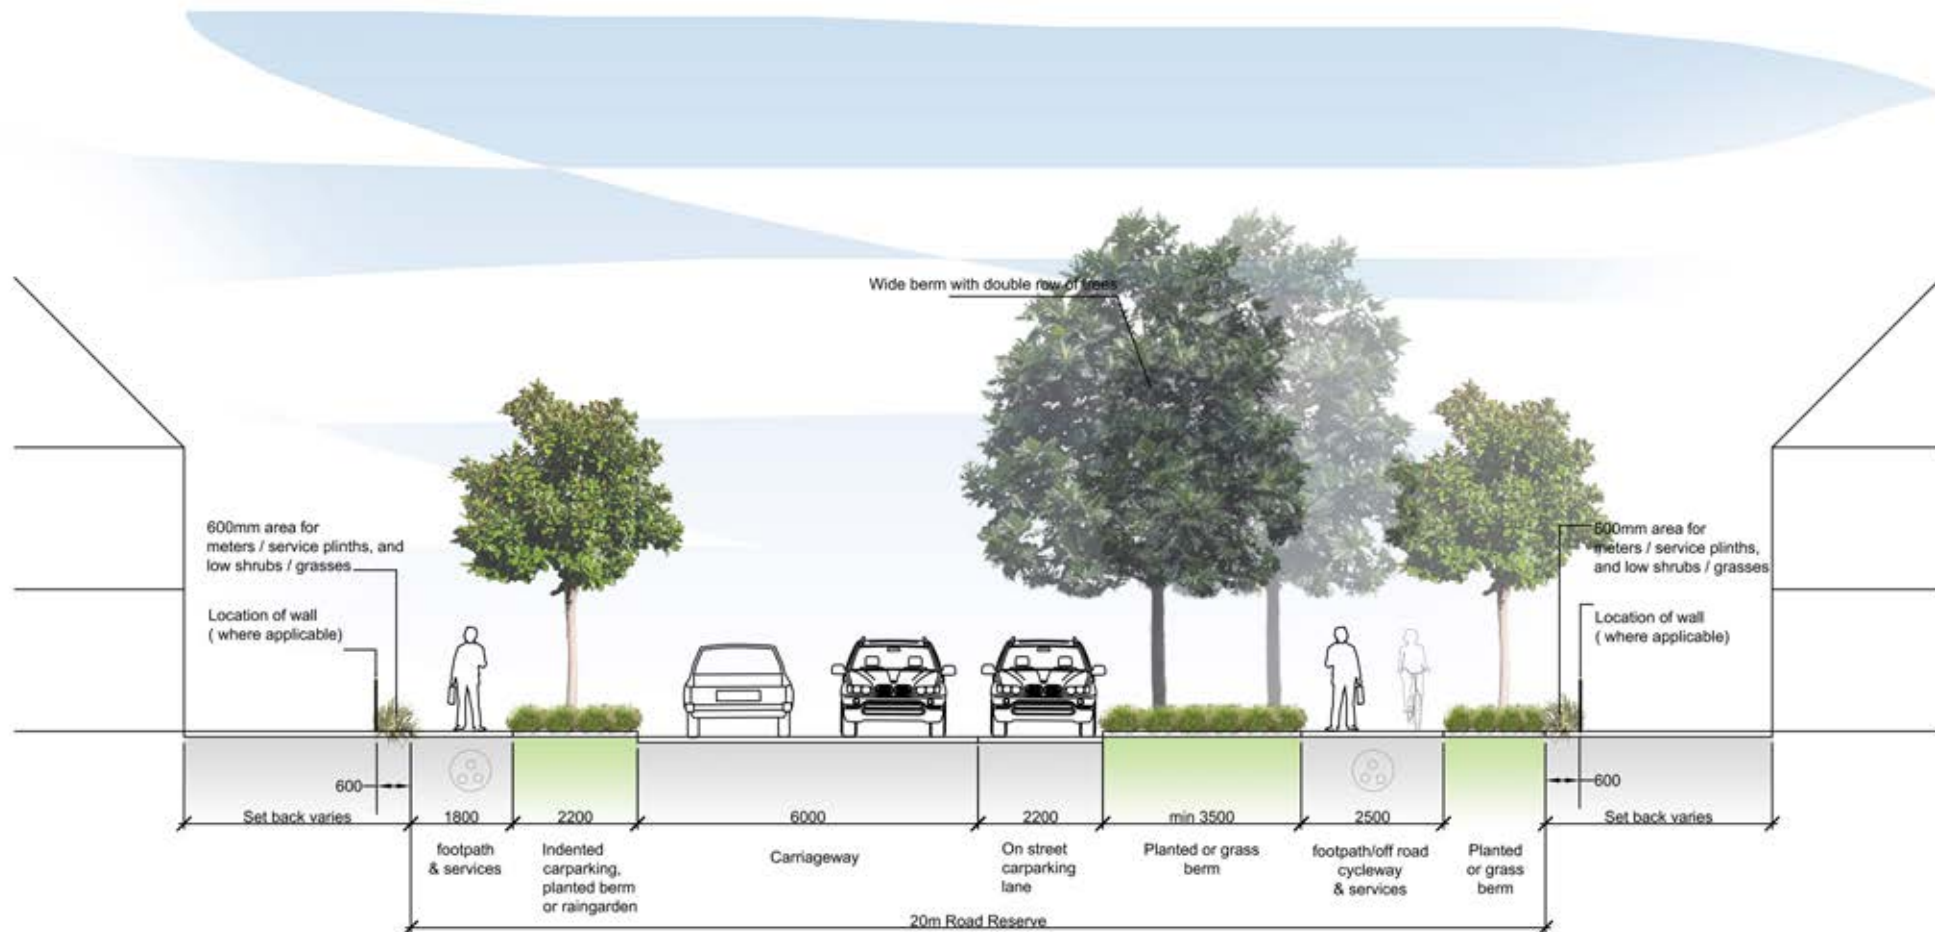 Wide berm with double row of trees
600mm area for
meters / service plinths, and
low shrubs / grasses
Location of wall
( where applicable)
600mm area for
meters / service plinths,
and low shrubs / grasses
Location of wall
( where applicable)
600
600
Set back varies
1800
2200
6000
2200
min 3500
2500
Set back varies
footpath
& services
Indented
carparking,
planted berm
or raingarden
Carriageway
On street
carparking
lane
Planted or grass
berm
footpath/off road
cycleway
& services
Planted
or grass
berm
20m Road Reserve